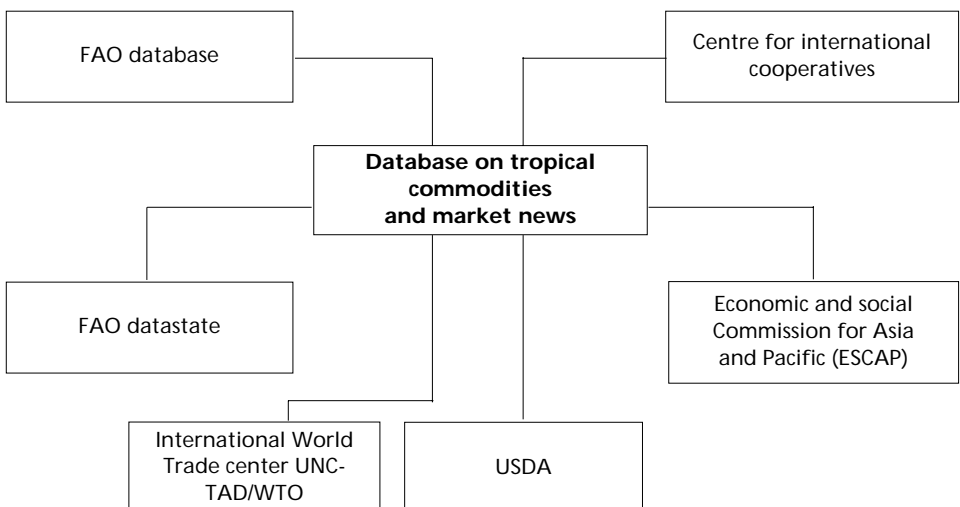 FAO database
Centre for international
cooperatives
Database on tropical
commodities
and market news
FAO datastate
Economic and social
Commission for Asia
and Pacific (ESCAP)
International World
Trade center UNC-
TAD/WTO
USDA